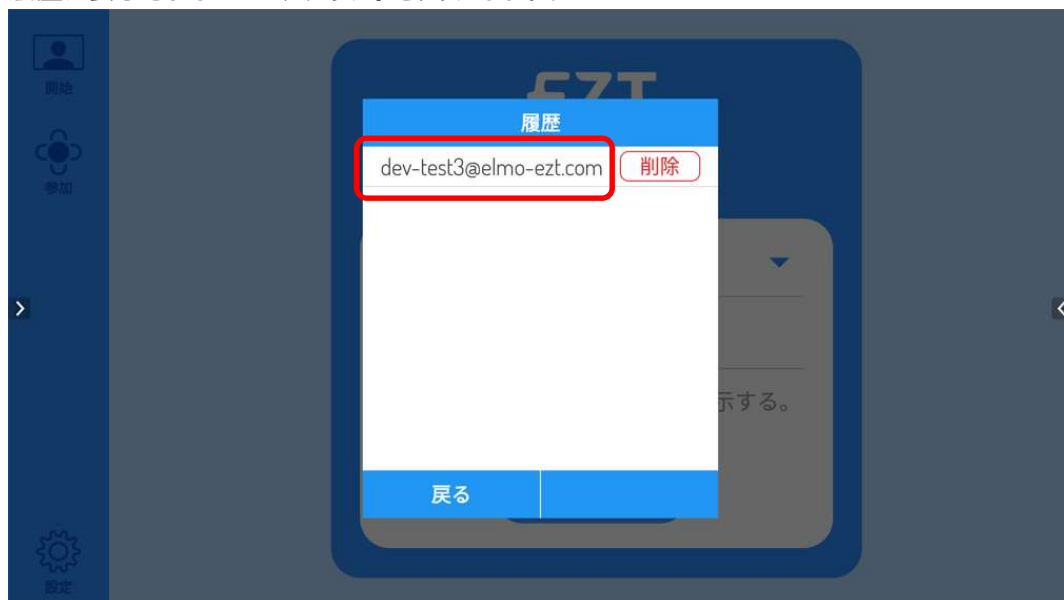 開始
参加
EZT
履歴
dev-test3@elmo-ezt.com
削除
示する。
戻る
設定